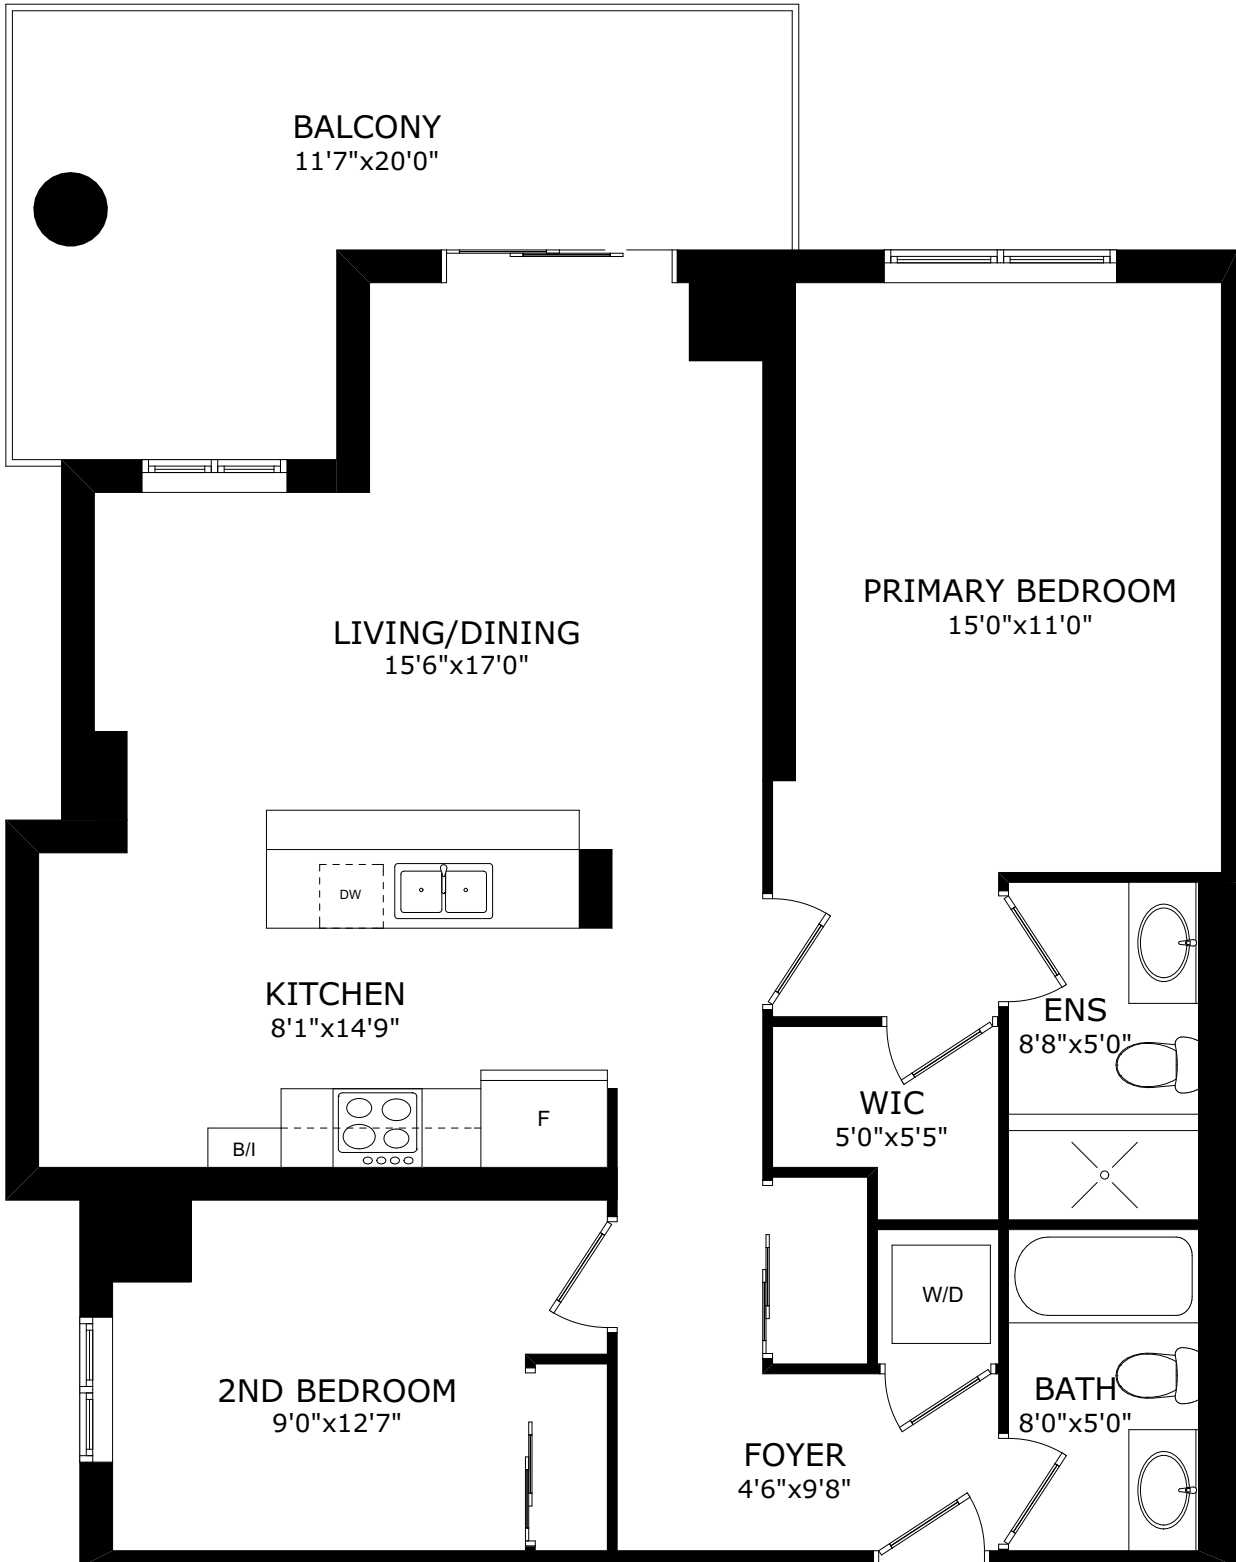 BALCONY
11'7"x20'0"
PRIMARY BEDROOM
15'0"x11'0"
LIVING/DINING
15'6"x17'0"
DW
KITCHEN
8'1"x14'9"
ENS
8'8"x5'0"
WIC
5'0"x5'5"
F
B/I
W/D
2ND BEDROOM
9'0"x12'7"
BATH
8'0"x5'0"
FOYER
4'6"x9'8"